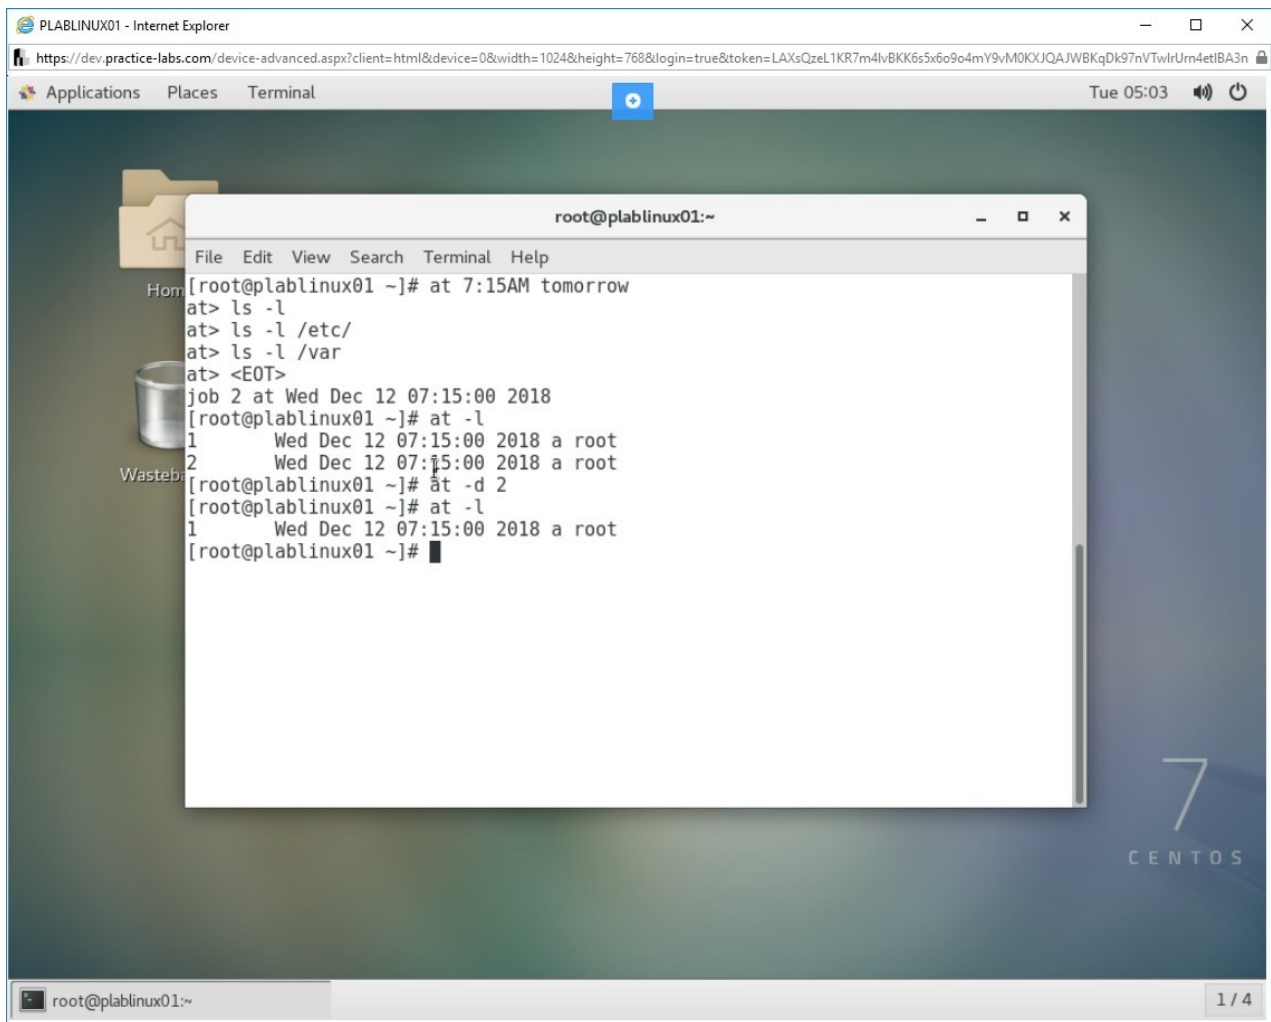 PLABLINUX01 - Internet Explorer
https://dev.practice-labs.com/device-advanced.aspx?client=html&device=0&width=1024&height=768&login=true&token=
Applications Places Terminal Tue 05:03
root@plablinux01:~
File Edit View Search Terminal Help
Hom
[root@plablinux01 ~]# at 7:15AM tomorrow
at> ls -l
at> ls -l /etc/
at> ls -l /var
at> <EOT>
job 2 at Wed Dec 12 07:15:00 2018
[root@plablinux01 ~]# at -l
1 Wed Dec 12 07:15:00 2018 a root
Wasteb
2 Wed Dec 12 07:15:00 2018 a root
[root@plablinux01 ~]# at -d 2
[root@plablinux01 ~]# at -l
1 Wed Dec 12 07:15:00 2018 a root
[root@plablinux01 ~]#
7
CENTOS
root@plablinux01:~
1 / 4